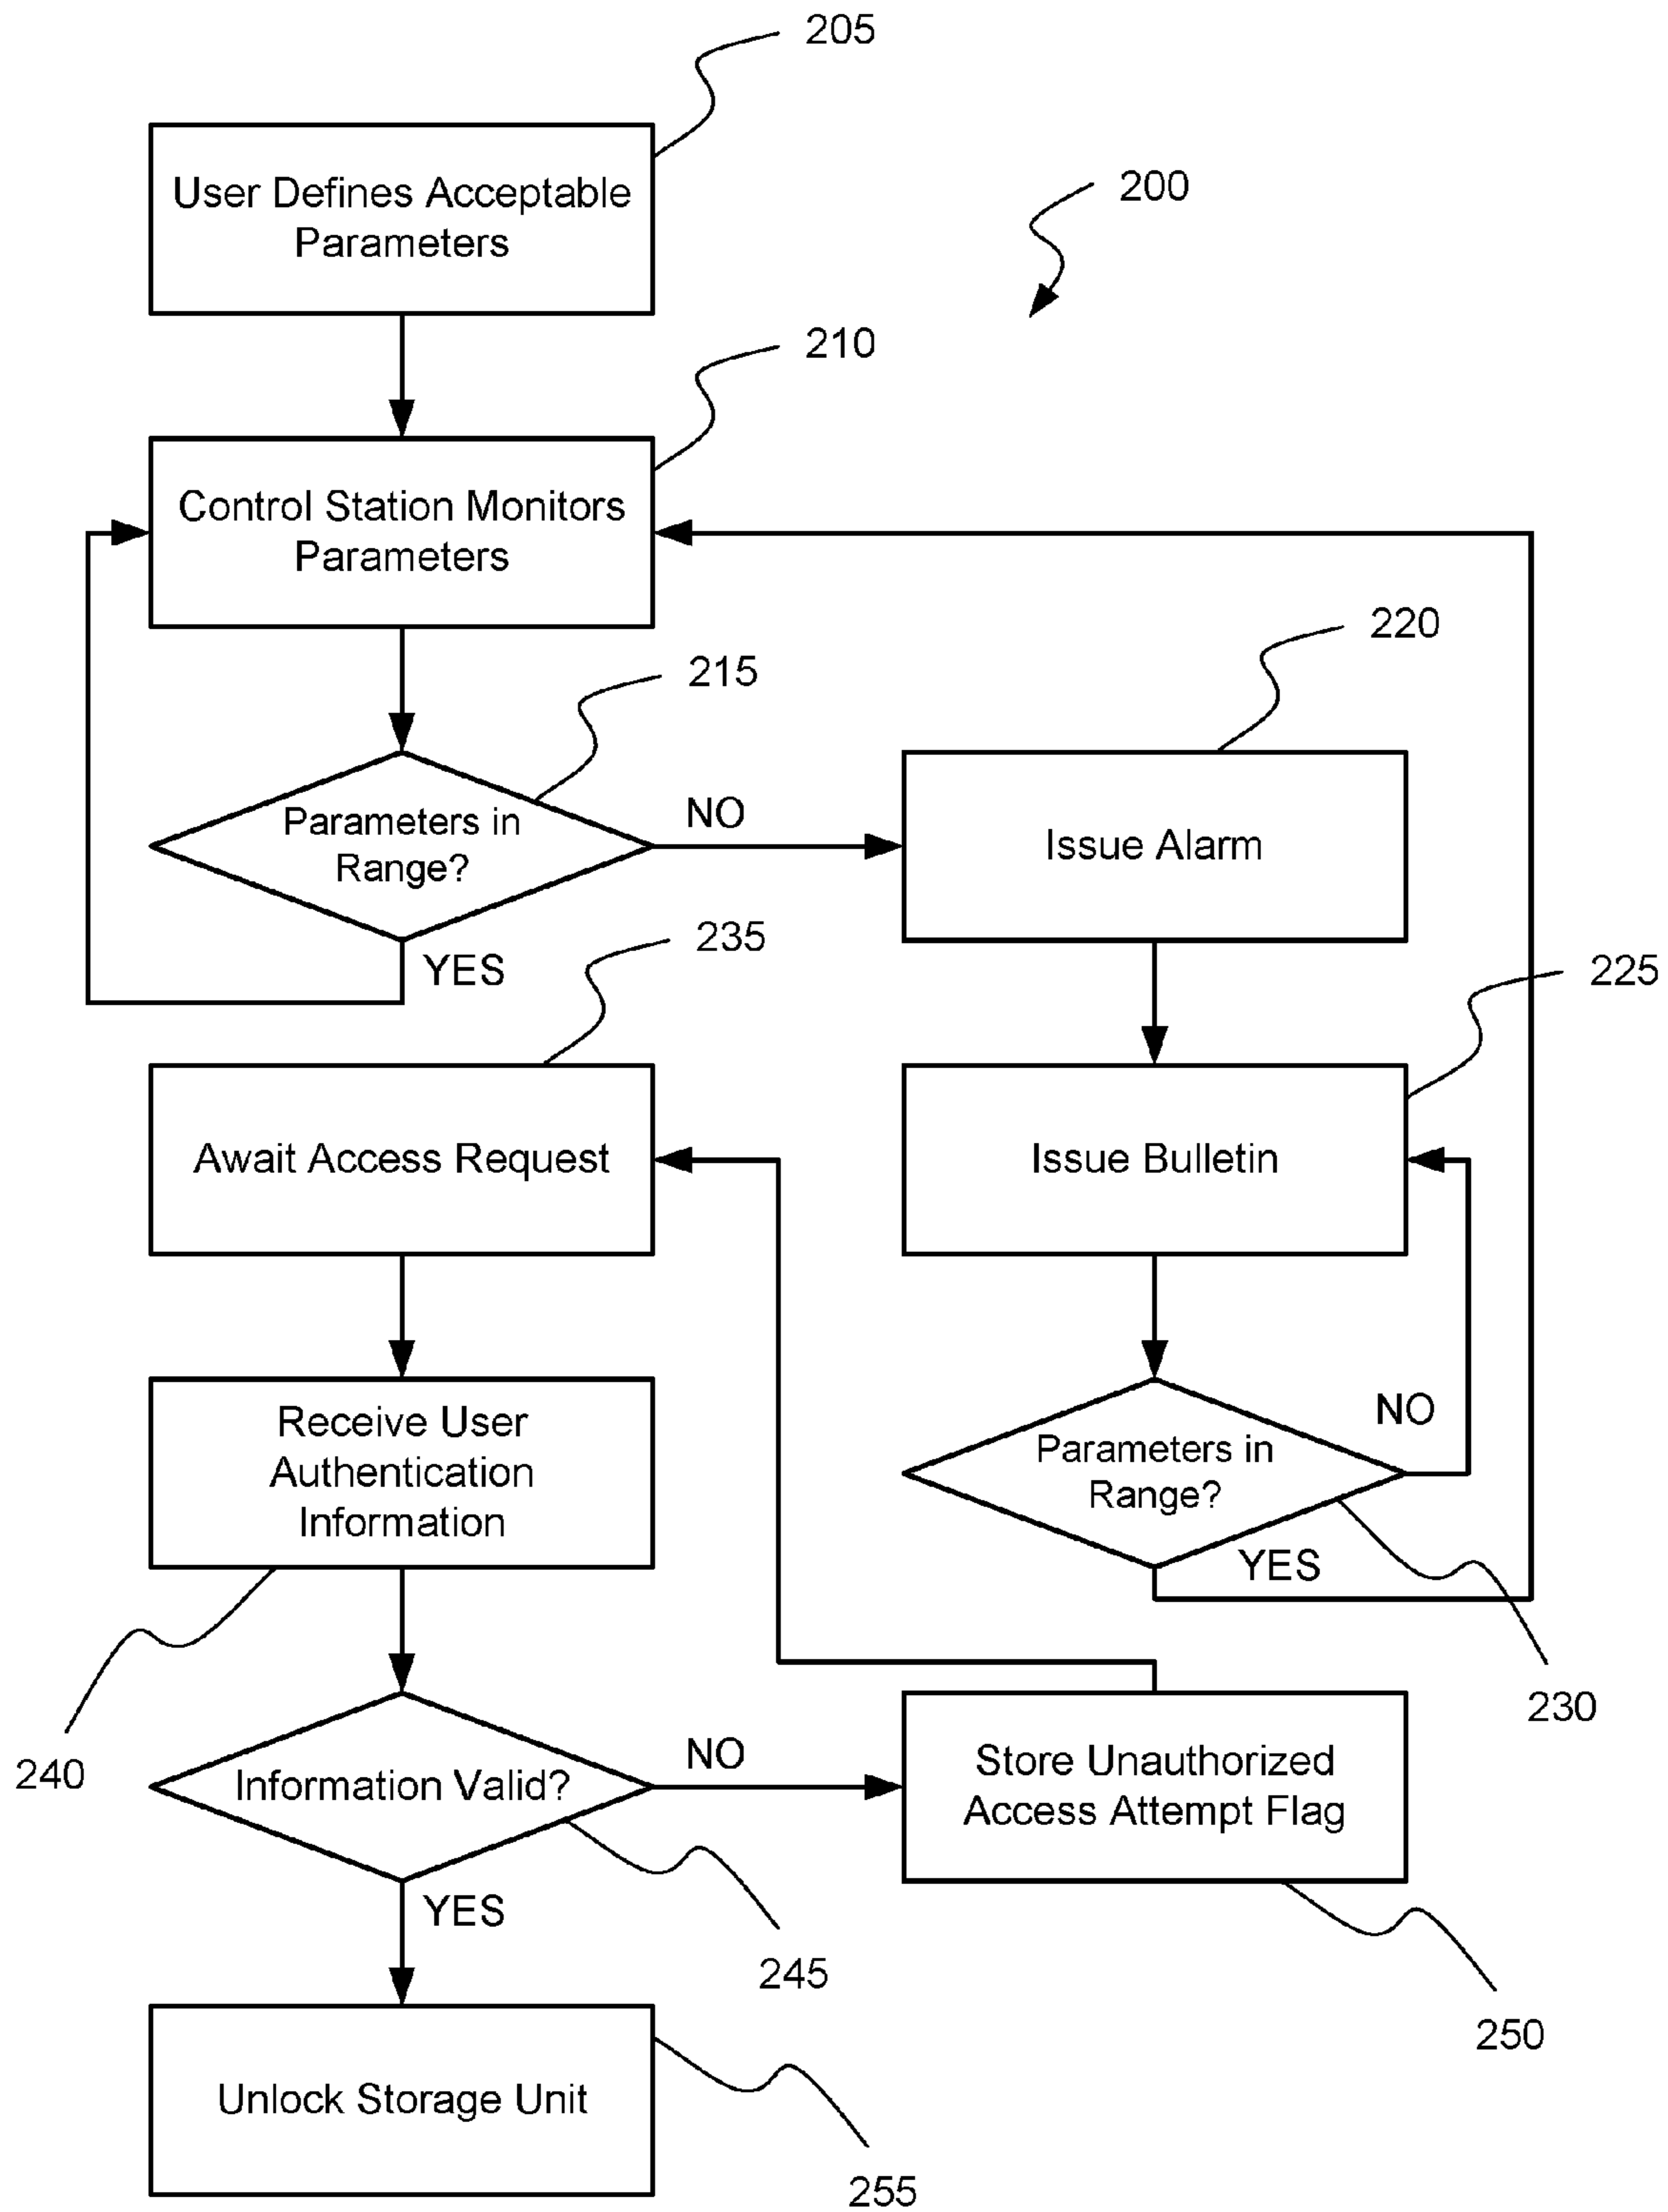 205
User Defines Acceptable
Parameters
200
210
Control Station Monitors
Parameters
220
215
Parameters in
Range?
NO
Issue Alarm
YES
235
225
Await Access Request
Issue Bulletin
Receive User
Authentication
Information
Parameters in
Range?
NO
YES
230
240
Information Valid?
NO
Store Unauthorized
Access Attempt Flag
YES
245
250
Unlock Storage Unit
255